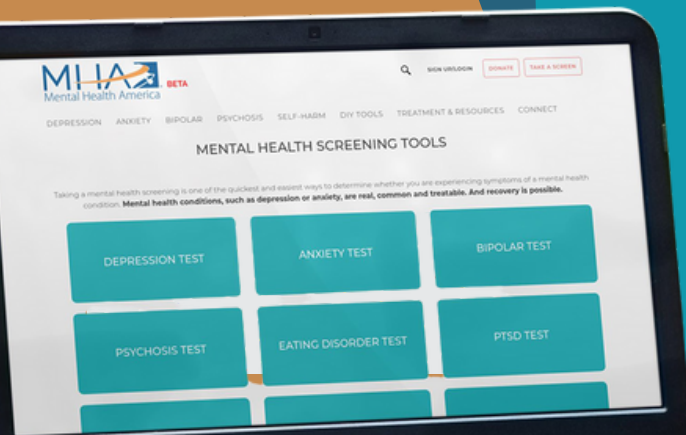 MHA BETA
Mental Health America
SIGN UP/LOGIN DONATE TAKE A SCREEN
DEPRESSION ANXIETY BIPOLAR PSYCHOSIS SELF-HARM DIY TOOLS TREATMENT & RESOURCES CONNECT
MENTAL HEALTH SCREENING TOOLS
Taking a mental health screening is one of the quickest and easiest ways to determine whether you are experiencing symptoms of a mental health
condition. Mental health conditions, such as depression or anxiety, are real, common and treatable. And recovery is possible.
DEPRESSION TEST ANXIETY TEST BIPOLAR TEST
PSYCHOSIS TEST EATING DISORDER TEST PTSD TEST